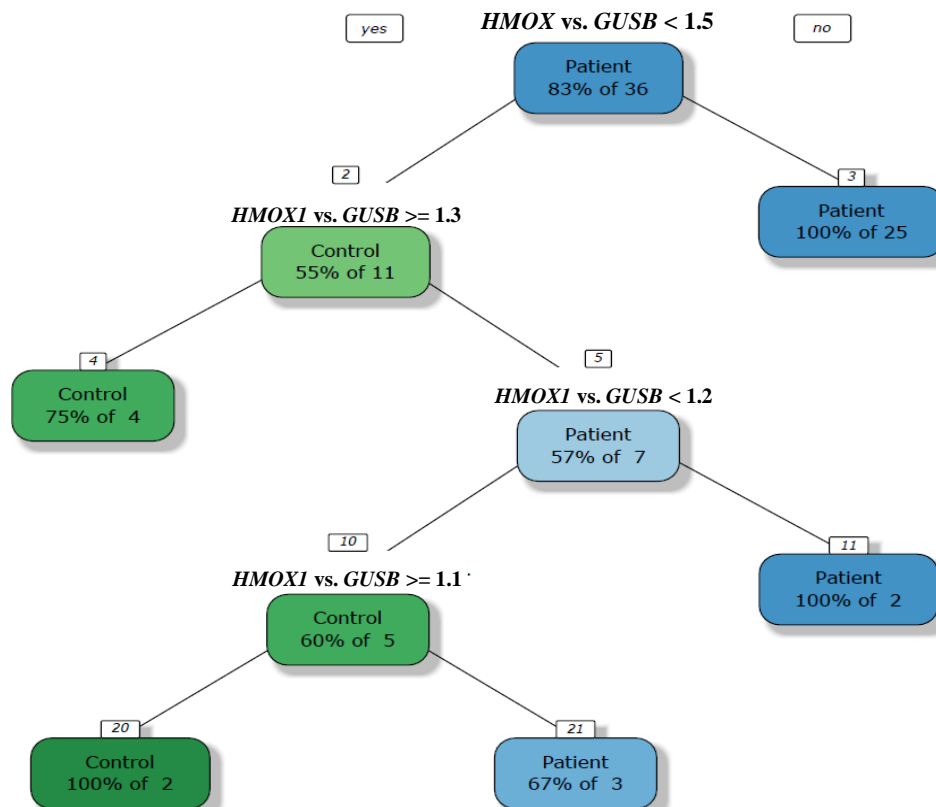 yes
HMOX vs. GUSB < 1.5
no
Patient
83% of 36
2
3
HMOX1 vs. GUSB >= 1.3
Patient
100% of 25
Control
55% of 11
4
5
Control
75% of 4
HMOX1 vs. GUSB < 1.2
Patient
57% of 7
10
11
HMOX1 vs. GUSB >= 1.1
Patient
100% of 2
Control
60% of 5
20
21
Control
100% of 2
Patient
67% of 3